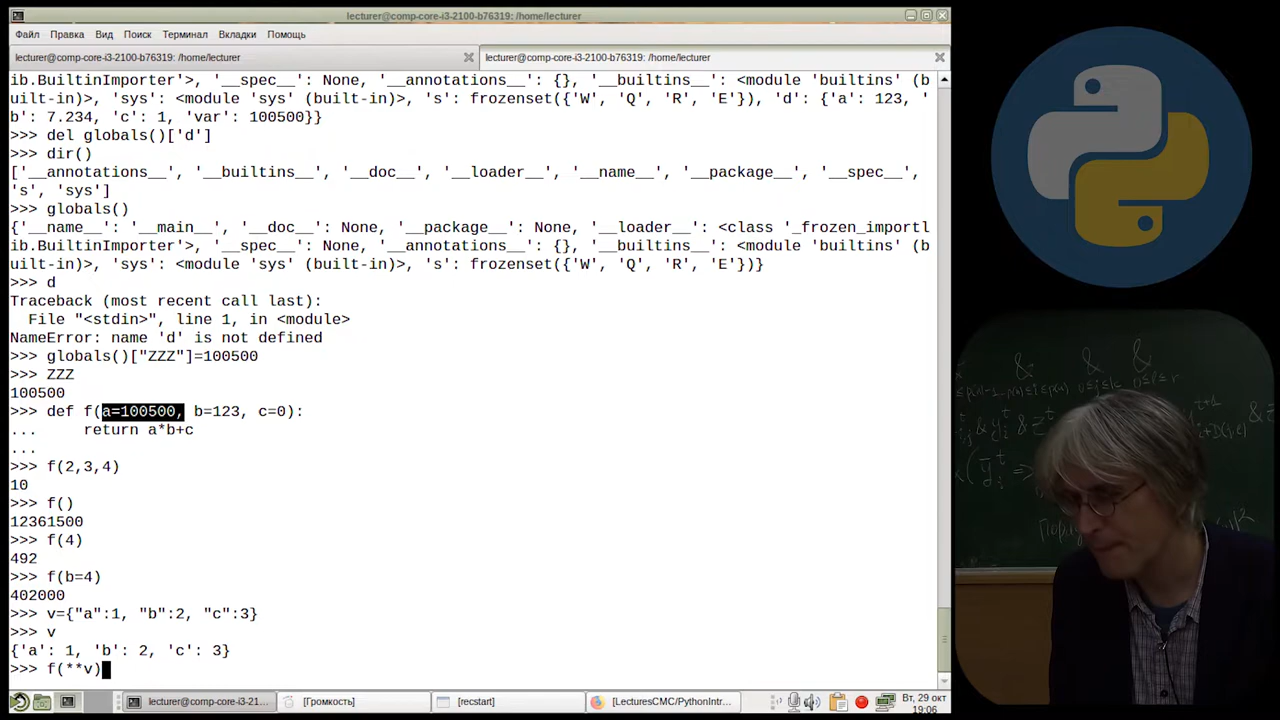 lecturer@comp-core-i3-2100-b76319: /home/lecturer
Файл Правка Вид Поиск Терминал Вкладки Помощь
lecturer@comp-core-i3-2100-b76319: /home/lecturer lecturer@comp-core-i3-2100-b76319: /home/lecturer
ib.BuiltinImporter'>, '__spec__': None, '__annotations__': {}, '__builtins__': <module 'builtins' (b
uilt-in)>, 'sys': <module 'sys' (built-in)>, 's': frozenset({'W', 'Q', 'R', 'E'}), 'd': {'a': 123, '
b': 7.234, 'c': 1, 'var': 100500}}
>>> del globals()['d']
>>> dir()
['__annotations__', '__builtins__', '__doc__', '__loader__', '__name__', '__package__', '__spec__',
's', 'sys']
>>> globals()
{'__name__': '__main__', '__doc__': None, '__package__': None, '__loader__': <class '_frozen_importl
ib.BuiltinImporter'>, '__spec__': None, '__annotations__': {}, '__builtins__': <module 'builtins' (b
uilt-in)>, 'sys': <module 'sys' (built-in)>, 's': frozenset({'W', 'Q', 'R', 'E'})}
>>> d
Traceback (most recent call last):
  File "<stdin>", line 1, in <module>
NameError: name 'd' is not defined
>>> globals()["ZZZ"]=100500
>>> ZZZ
100500
>>> def f(a=100500, b=123, c=0):
...     return a*b+c
...
>>> f(2,3,4)
10
>>> f()
12361500
>>> f(4)
492
>>> f(b=4)
402000
>>> v={"a":1, "b":2, "c":3}
>>> v
{'a': 1, 'b': 2, 'c': 3}
>>> f(**v)
lecturer@comp-core-i3-21... [Громкость] [recstart] [LecturesCMC/PythonIntr... Вт, 29 окт
19:06